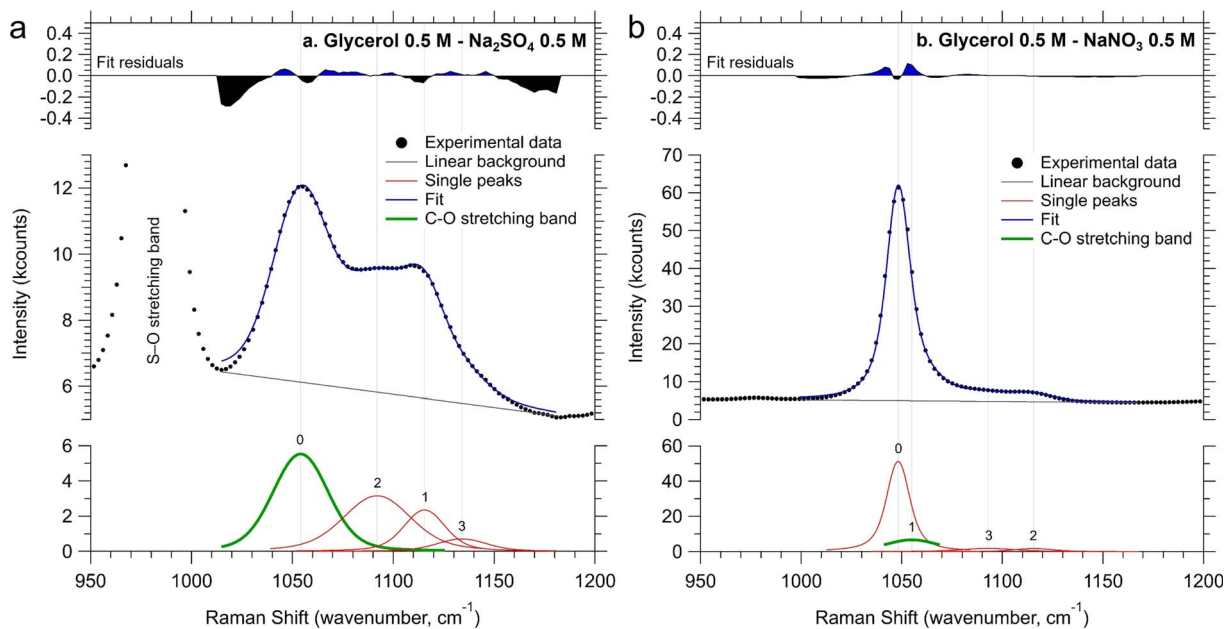 a
a. Glycerol 0.5 M - Na₂SO₄ 0.5 M
Fit residuals
0.4
0.2
0.0
-0.2
-0.4
Experimental data
Linear background
Single peaks
Fit
C-O stretching band
S–O stretching band
Intensity (kcounts)
12
10
8
6
6
4
2
0
0
2
1
3
950 1000 1050 1100 1150 1200
Raman Shift (wavenumber, cm⁻¹)
b
b. Glycerol 0.5 M - NaNO₃ 0.5 M
Fit residuals
0.4
0.2
0.0
-0.2
-0.4
Experimental data
Linear background
Single peaks
Fit
C-O stretching band
Intensity (kcounts)
70
60
50
40
30
20
10
0
60
40
20
0
0
1
3
2
950 1000 1050 1100 1150 1200
Raman Shift (wavenumber, cm⁻¹)